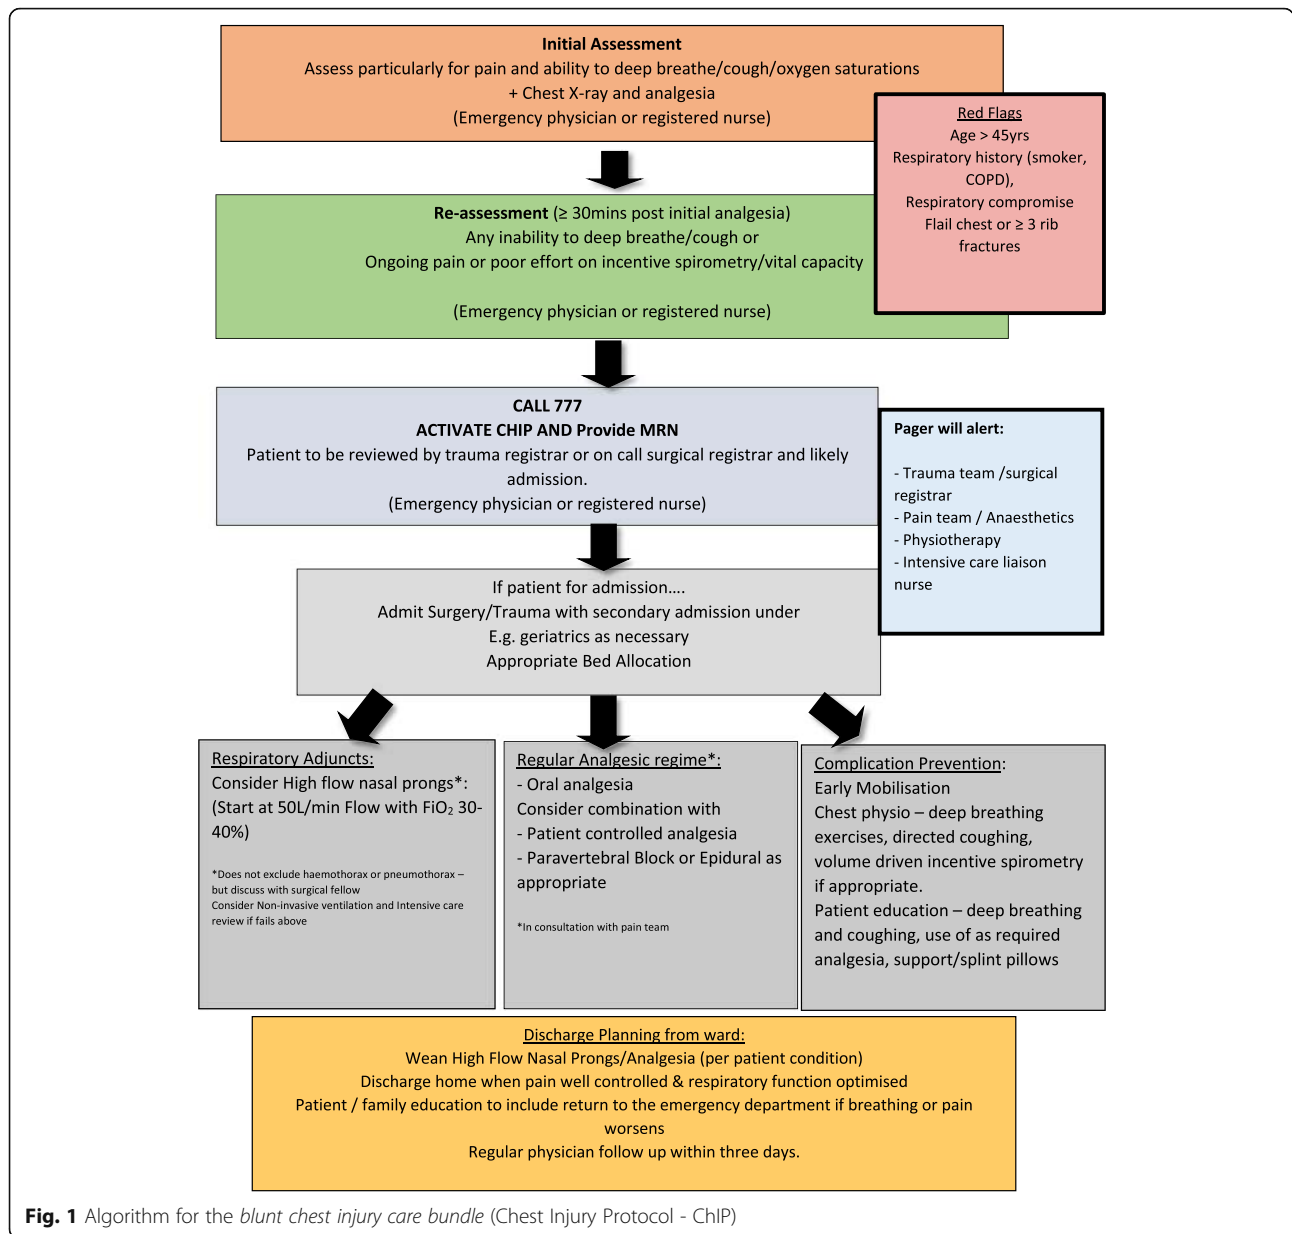 Initial Assessment
Assess particularly for pain and ability to deep breathe/cough/oxygen saturations
+ Chest X-ray and analgesia
(Emergency physician or registered nurse)
Red Flags
Age > 45yrs
Respiratory history (smoker,
COPD),
Respiratory compromise
Flail chest or ≥ 3 rib
fractures
Re-assessment (≥ 30mins post initial analgesia)
Any inability to deep breathe/cough or
Ongoing pain or poor effort on incentive spirometry/vital capacity
(Emergency physician or registered nurse)
CALL 777
ACTIVATE CHIP AND Provide MRN
Patient to be reviewed by trauma registrar or on call surgical registrar and likely
admission.
(Emergency physician or registered nurse)
Pager will alert:
- Trauma team /surgical
registrar
- Pain team / Anaesthetics
- Physiotherapy
- Intensive care liaison
nurse
If patient for admission....
Admit Surgery/Trauma with secondary admission under
E.g. geriatrics as necessary
Appropriate Bed Allocation
Respiratory Adjuncts:
Consider High flow nasal prongs*:
(Start at 50L/min Flow with FiO₂ 30-
40%)
*Does not exclude haemothorax or pneumothorax –
but discuss with surgical fellow
Consider Non-invasive ventilation and Intensive care
review if fails above
Regular Analgesic regime*:
- Oral analgesia
Consider combination with
- Patient controlled analgesia
- Paravertebral Block or Epidural as
appropriate
*In consultation with pain team
Complication Prevention:
Early Mobilisation
Chest physio – deep breathing
exercises, directed coughing,
volume driven incentive spirometry
if appropriate.
Patient education – deep breathing
and coughing, use of as required
analgesia, support/splint pillows
Discharge Planning from ward:
Wean High Flow Nasal Prongs/Analgesia (per patient condition)
Discharge home when pain well controlled & respiratory function optimised
Patient / family education to include return to the emergency department if breathing or pain
worsens
Regular physician follow up within three days.
Fig. 1 Algorithm for the blunt chest injury care bundle (Chest Injury Protocol - ChIP)